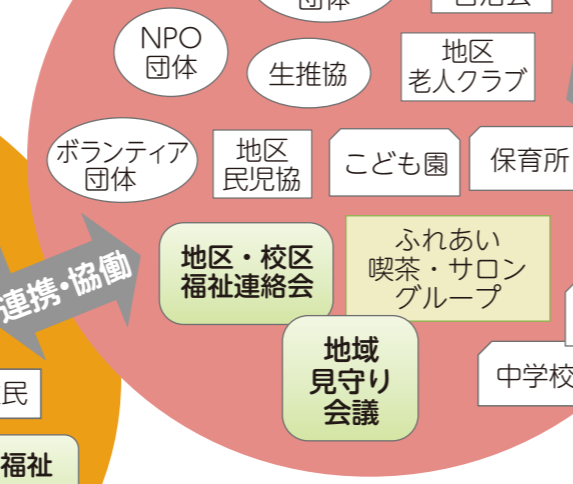 団体
自治会
NPO
団体
生推協
地区
老人クラブ
ボランティア
団体
地区
民児協
こども園
保育所
地区・校区
福祉連絡会
ふれあい
喫茶・サロン
グループ
連携・協働
地域
見守り
会議
中学校
民
福祉